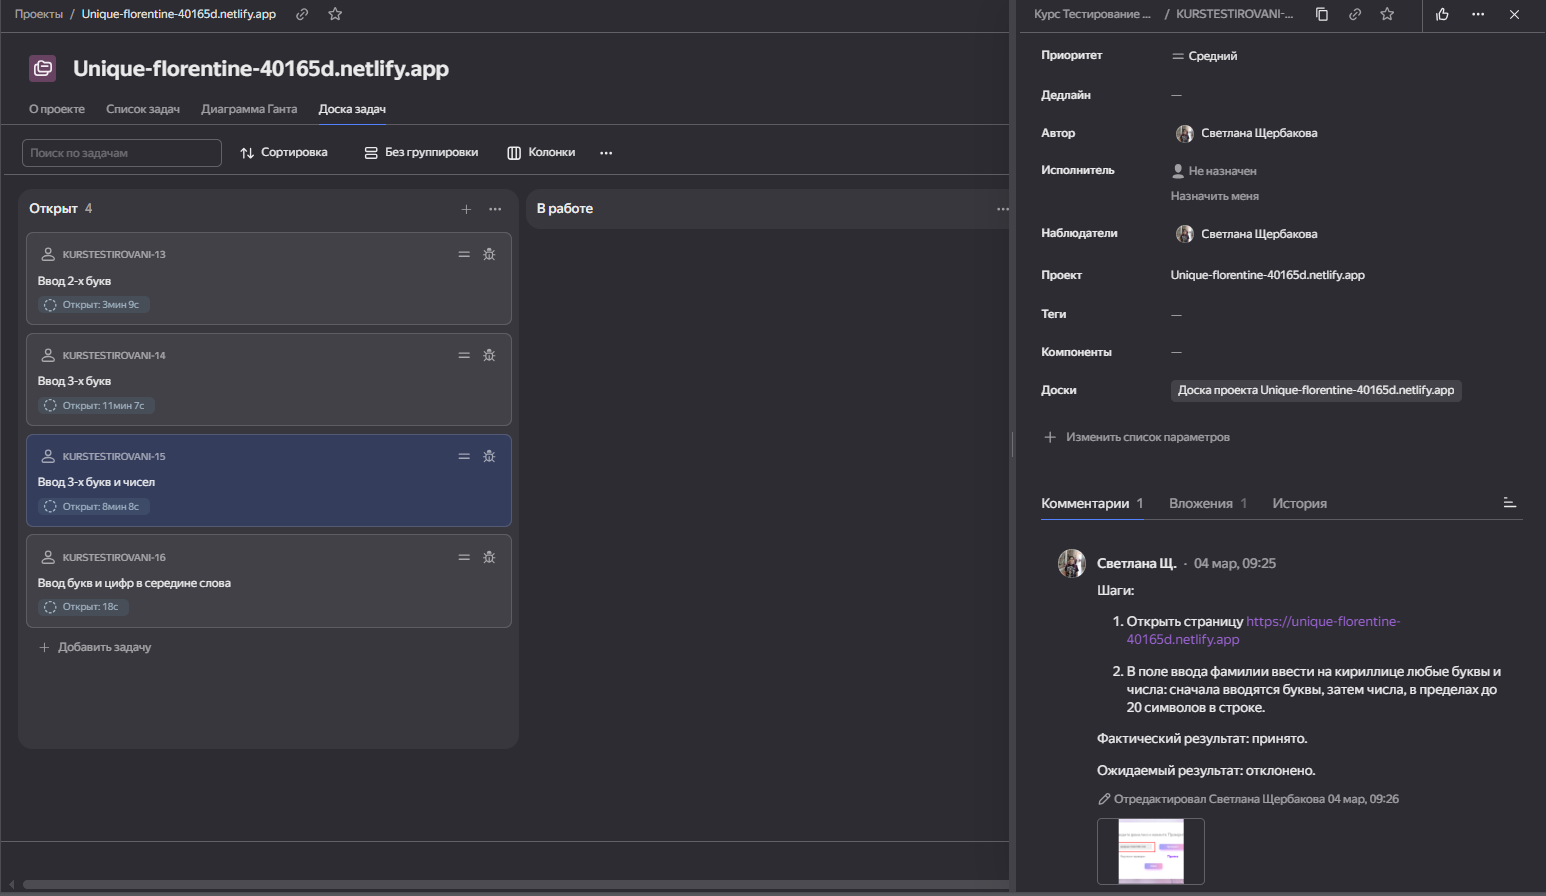 Проекты / Unique-florentine-40165d.netlify.app
Unique-florentine-40165d.netlify.app
О проекте Список задач Диаграмма Ганта Доска задач
Поиск по задачам Сортировка Без группировки Колонки
Открыт 4
KURSTESTIROVANI-13
Ввод 2-х букв
Открыт: 3мин 9с
KURSTESTIROVANI-14
Ввод 3-х букв
Открыт: 11мин 7с
KURSTESTIROVANI-15
Ввод 3-х букв и чисел
Открыт: 8мин 8с
KURSTESTIROVANI-16
Ввод букв и цифр в середине слова
Открыт: 18с
Добавить задачу
В работе
Курс Тестирование ... / KURSTESTIROVANI-...
Приоритет Средний
Дедлайн —
Автор Светлана Щербакова
Исполнитель Не назначен
Назначить меня
Наблюдатели Светлана Щербакова
Проект Unique-florentine-40165d.netlify.app
Теги —
Компоненты —
Доски Доска проекта Unique-florentine-40165d.netlify.app
Изменить список параметров
Комментарии 1 Вложения 1 История
Светлана Щ. · 04 мар, 09:25
Шаги:
1. Открыть страницу https://unique-florentine-
40165d.netlify.app
2. В поле ввода фамилии ввести на кириллице любые буквы и
числа: сначала вводятся буквы, затем числа, в пределах до
20 символов в строке.
Фактический результат: принято.
Ожидаемый результат: отклонено.
Отредактировал Светлана Щербакова 04 мар, 09:26